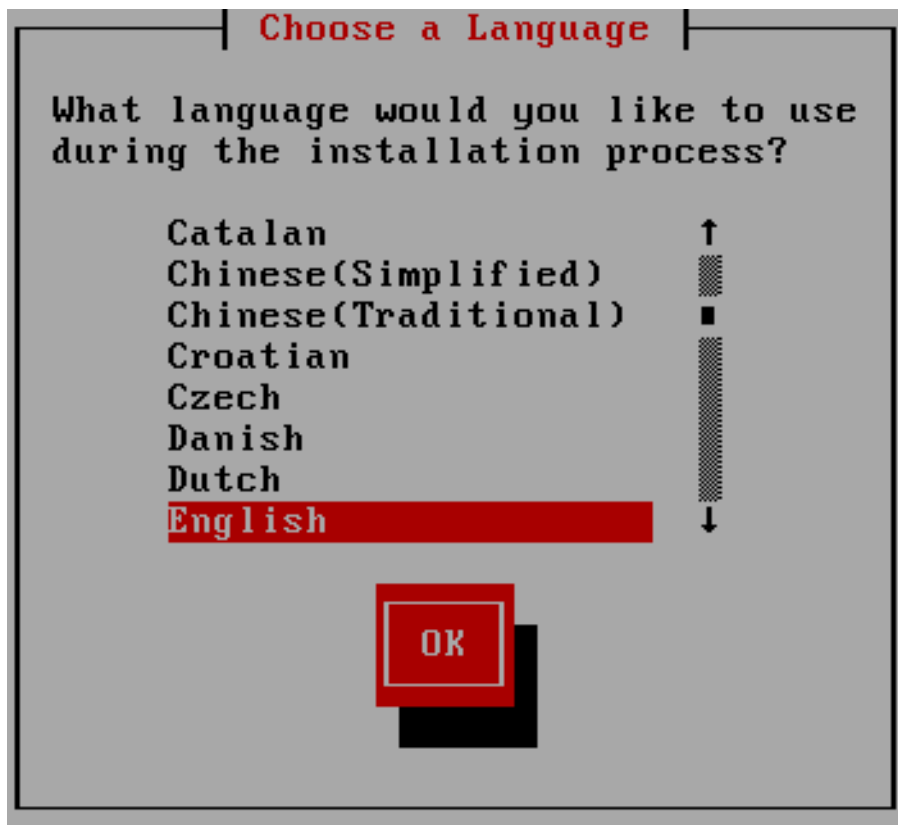 Choose a Language
What language would you like to use
during the installation process?
Catalan
Chinese(Simplified)
Chinese(Traditional)
Croatian
Czech
Danish
Dutch
English
OK